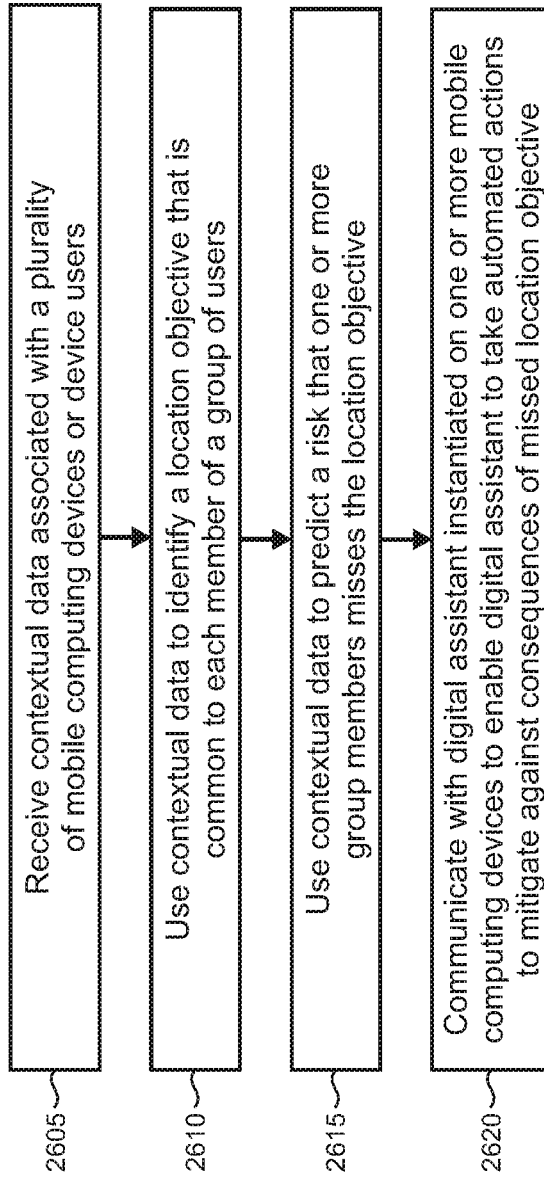 2605
Receive contextual data associated with a plurality
of mobile computing devices or device users
2610
Use contextual data to identify a location objective that is
common to each member of a group of users
2615
Use contextual data to predict a risk that one or more
group members misses the location objective
2620
Communicate with digital assistant instantiated on one or more mobile
computing devices to enable digital assistant to take automated actions
to mitigate against consequences of missed location objective